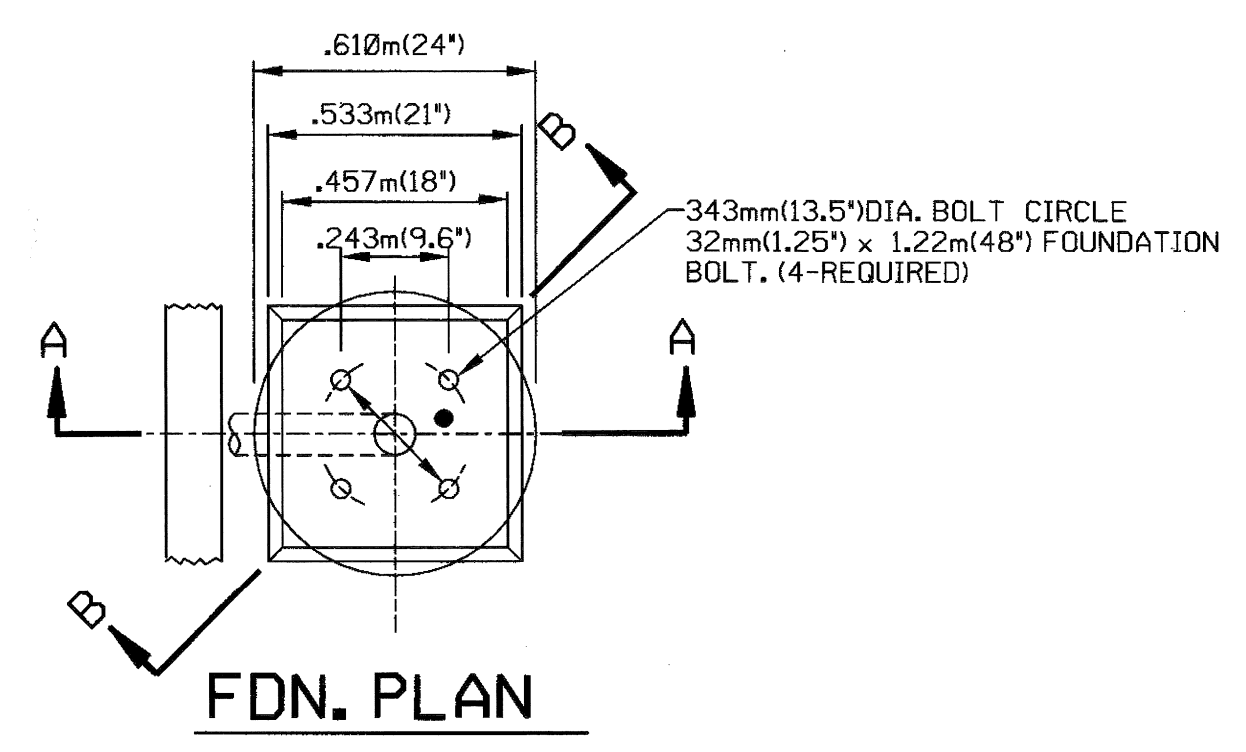 .610m(24")
.533m(21")
B
.457m(18")
343mm(13.5")DIA. BOLT CIRCLE
.243m(9.6")
32mm(1.25") x 1.22m(48") FOUNDATION
BOLT. (4-REQUIRED)
A
A
B
FDN. PLAN